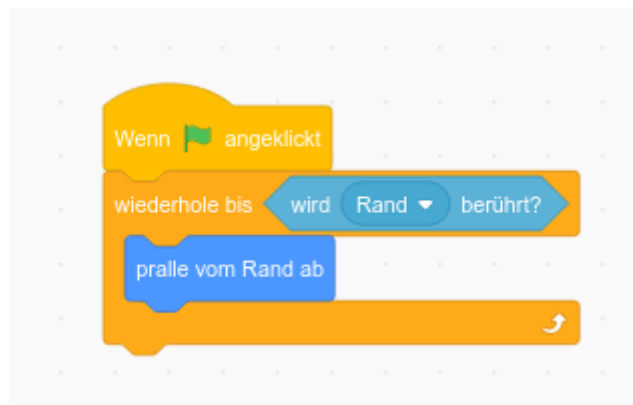 Wenn angeklickt
wiederhole bis wird Rand berührt?
pralle vom Rand ab